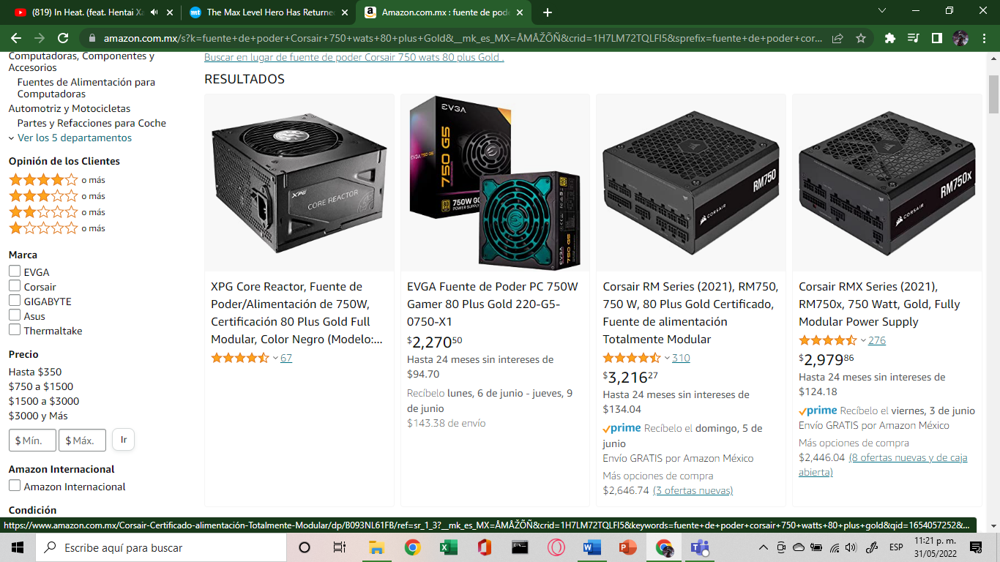 (819) In Heat. (feat. Hentai Xa
The Max Level Hero Has Returne
Amazon.com.mx : fuente de pode
amazon.com.mx/s?k=fuente+de+poder+Corsair+750+watts+80+plus+Gold&__mk_es_MX=ÅMÅŽÕÑ&crid=1H7LM72TQLFI5&sprefix=fuente+de+poder+cor...
Computadoras, Componentes y
Accesorios
Fuentes de Alimentación para
Computadoras
Automotriz y Motocicletas
Partes y Refacciones para Coche
Ver los 5 departamentos
Opinión de los Clientes
o más
o más
o más
o más
Marca
EVGA
Corsair
GIGABYTE
Asus
Thermaltake
Precio
Hasta $350
$750 a $1500
$1500 a $3000
$3000 y Más
$ Mín.
$ Máx.
Ir
Amazon Internacional
Amazon Internacional
Condición
Buscar en lugar de fuente de poder Corsair 750 wats 80 plus Gold .
RESULTADOS
XPG
CORE REACTOR
XPG Core Reactor, Fuente de
Poder/Alimentación de 750W,
Certificación 80 Plus Gold Full
Modular, Color Negro (Modelo:...
67
EVGA
750 G5
EVGA 750 G5
750W GO
POWER SUPPLY
EVGA 750 G5
EVGA Fuente de Poder PC 750W
Gamer 80 Plus Gold 220-G5-
0750-X1
$2,27050
Hasta 24 meses sin intereses de
$94.70
Recíbelo lunes, 6 de junio - jueves, 9
de junio
$143.38 de envío
RM750
CORSAIR
Corsair RM Series (2021), RM750,
750 W, 80 Plus Gold Certificado,
Fuente de alimentación
Totalmente Modular
310
$3,21627
Hasta 24 meses sin intereses de
$134.04
prime Recíbelo el domingo, 5 de
junio
Envío GRATIS por Amazon México
Más opciones de compra
$2,646.74 (3 ofertas nuevas)
RM750x
CORSAIR
Corsair RMX Series (2021),
RM750x, 750 Watt, Gold, Fully
Modular Power Supply
276
$2,97986
Hasta 24 meses sin intereses de
$124.18
prime Recíbelo el viernes, 3 de junio
Envío GRATIS por Amazon México
Más opciones de compra
$2,446.04 (8 ofertas nuevas y de caja
abierta)
https://www.amazon.com.mx/Corsair-Certificado-alimentación-Totalmente-Modular/dp/B093NL61FB/ref=sr_1_3?__mk_es_MX=ÅMÅŽÕÑ&crid=1H7LM72TQLFI5&keywords=fuente+de+poder+corsair+750+watts+80+plus+gold&qid=1654057252&...
Escribe aquí para buscar
ESP
11:21 p. m.
31/05/2022